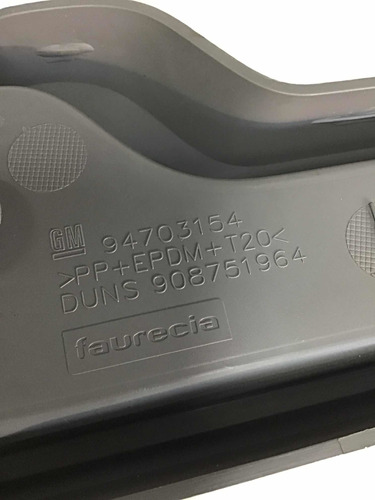 GM 94703154
>PP+EPDM+T20<
DUNS 908751964
faurecia